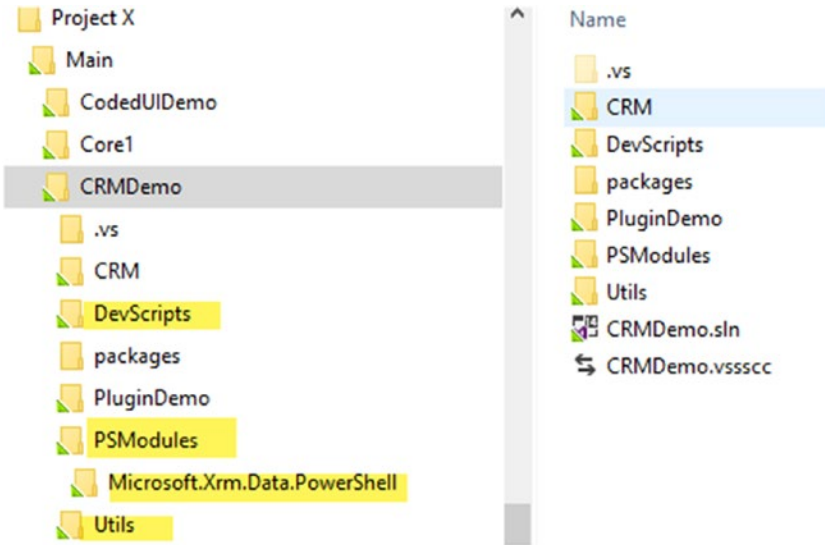 Project X
Main
CodedUIDemo
Core1
CRMDemo
.vs
CRM
DevScripts
packages
PluginDemo
PSModules
Microsoft.Xrm.Data.PowerShell
Utils
Name
.vs
CRM
DevScripts
packages
PluginDemo
PSModules
Utils
CRMDemo.sln
CRMDemo.vssscc